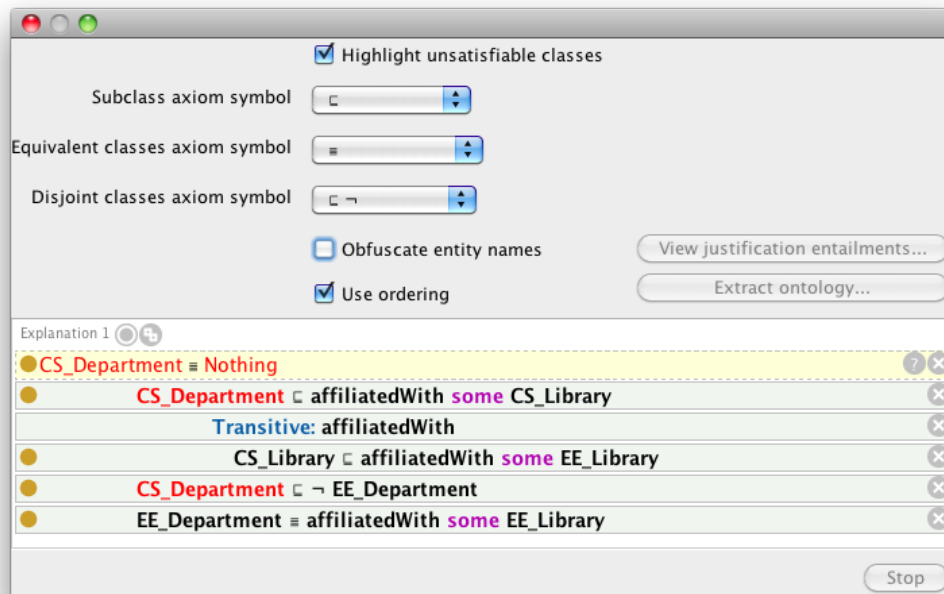 Highlight unsatisfiable classes
Subclass axiom symbol ⊏
Equivalent classes axiom symbol ≡
Disjoint classes axiom symbol ⊏ ¬
Obfuscate entity names View justification entailments...
Use ordering Extract ontology...
Explanation 1
CS_Department ≡ Nothing ?
CS_Department ⊏ affiliatedWith some CS_Library
Transitive: affiliatedWith
CS_Library ⊏ affiliatedWith some EE_Library
CS_Department ⊏ ¬ EE_Department
EE_Department ≡ affiliatedWith some EE_Library
Stop